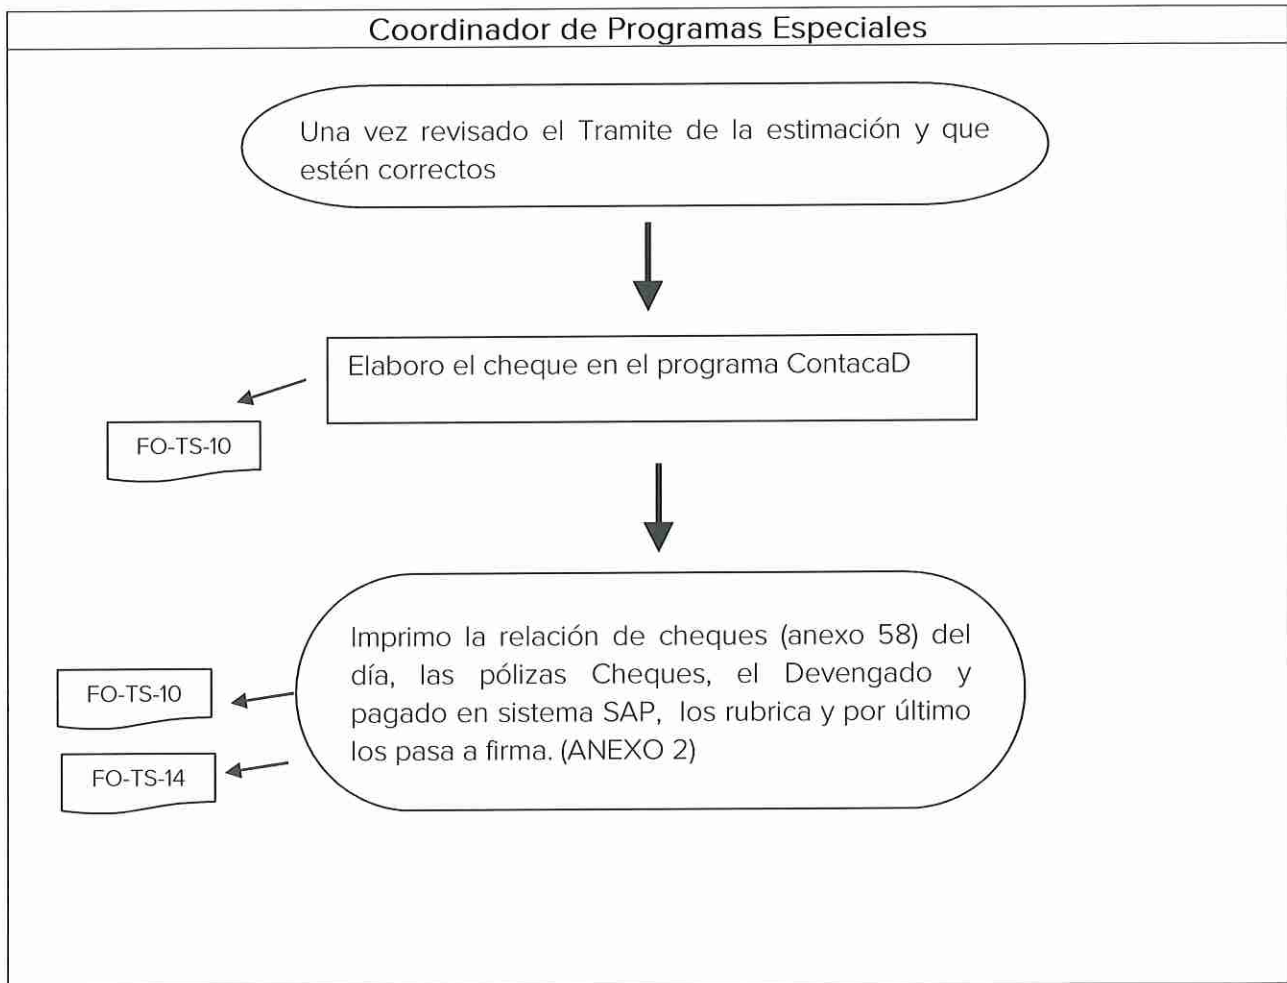 Coordinador de Programas Especiales
Una vez revisado el Tramite de la estimación y que
estén correctos
Elaboro el cheque en el programa ContacaD
FO-TS-10
Imprimo la relación de cheques (anexo 58) del
día, las pólizas Cheques, el Devengado y
pagado en sistema SAP, los rubrica y por último
los pasa a firma. (ANEXO 2)
FO-TS-10
FO-TS-14